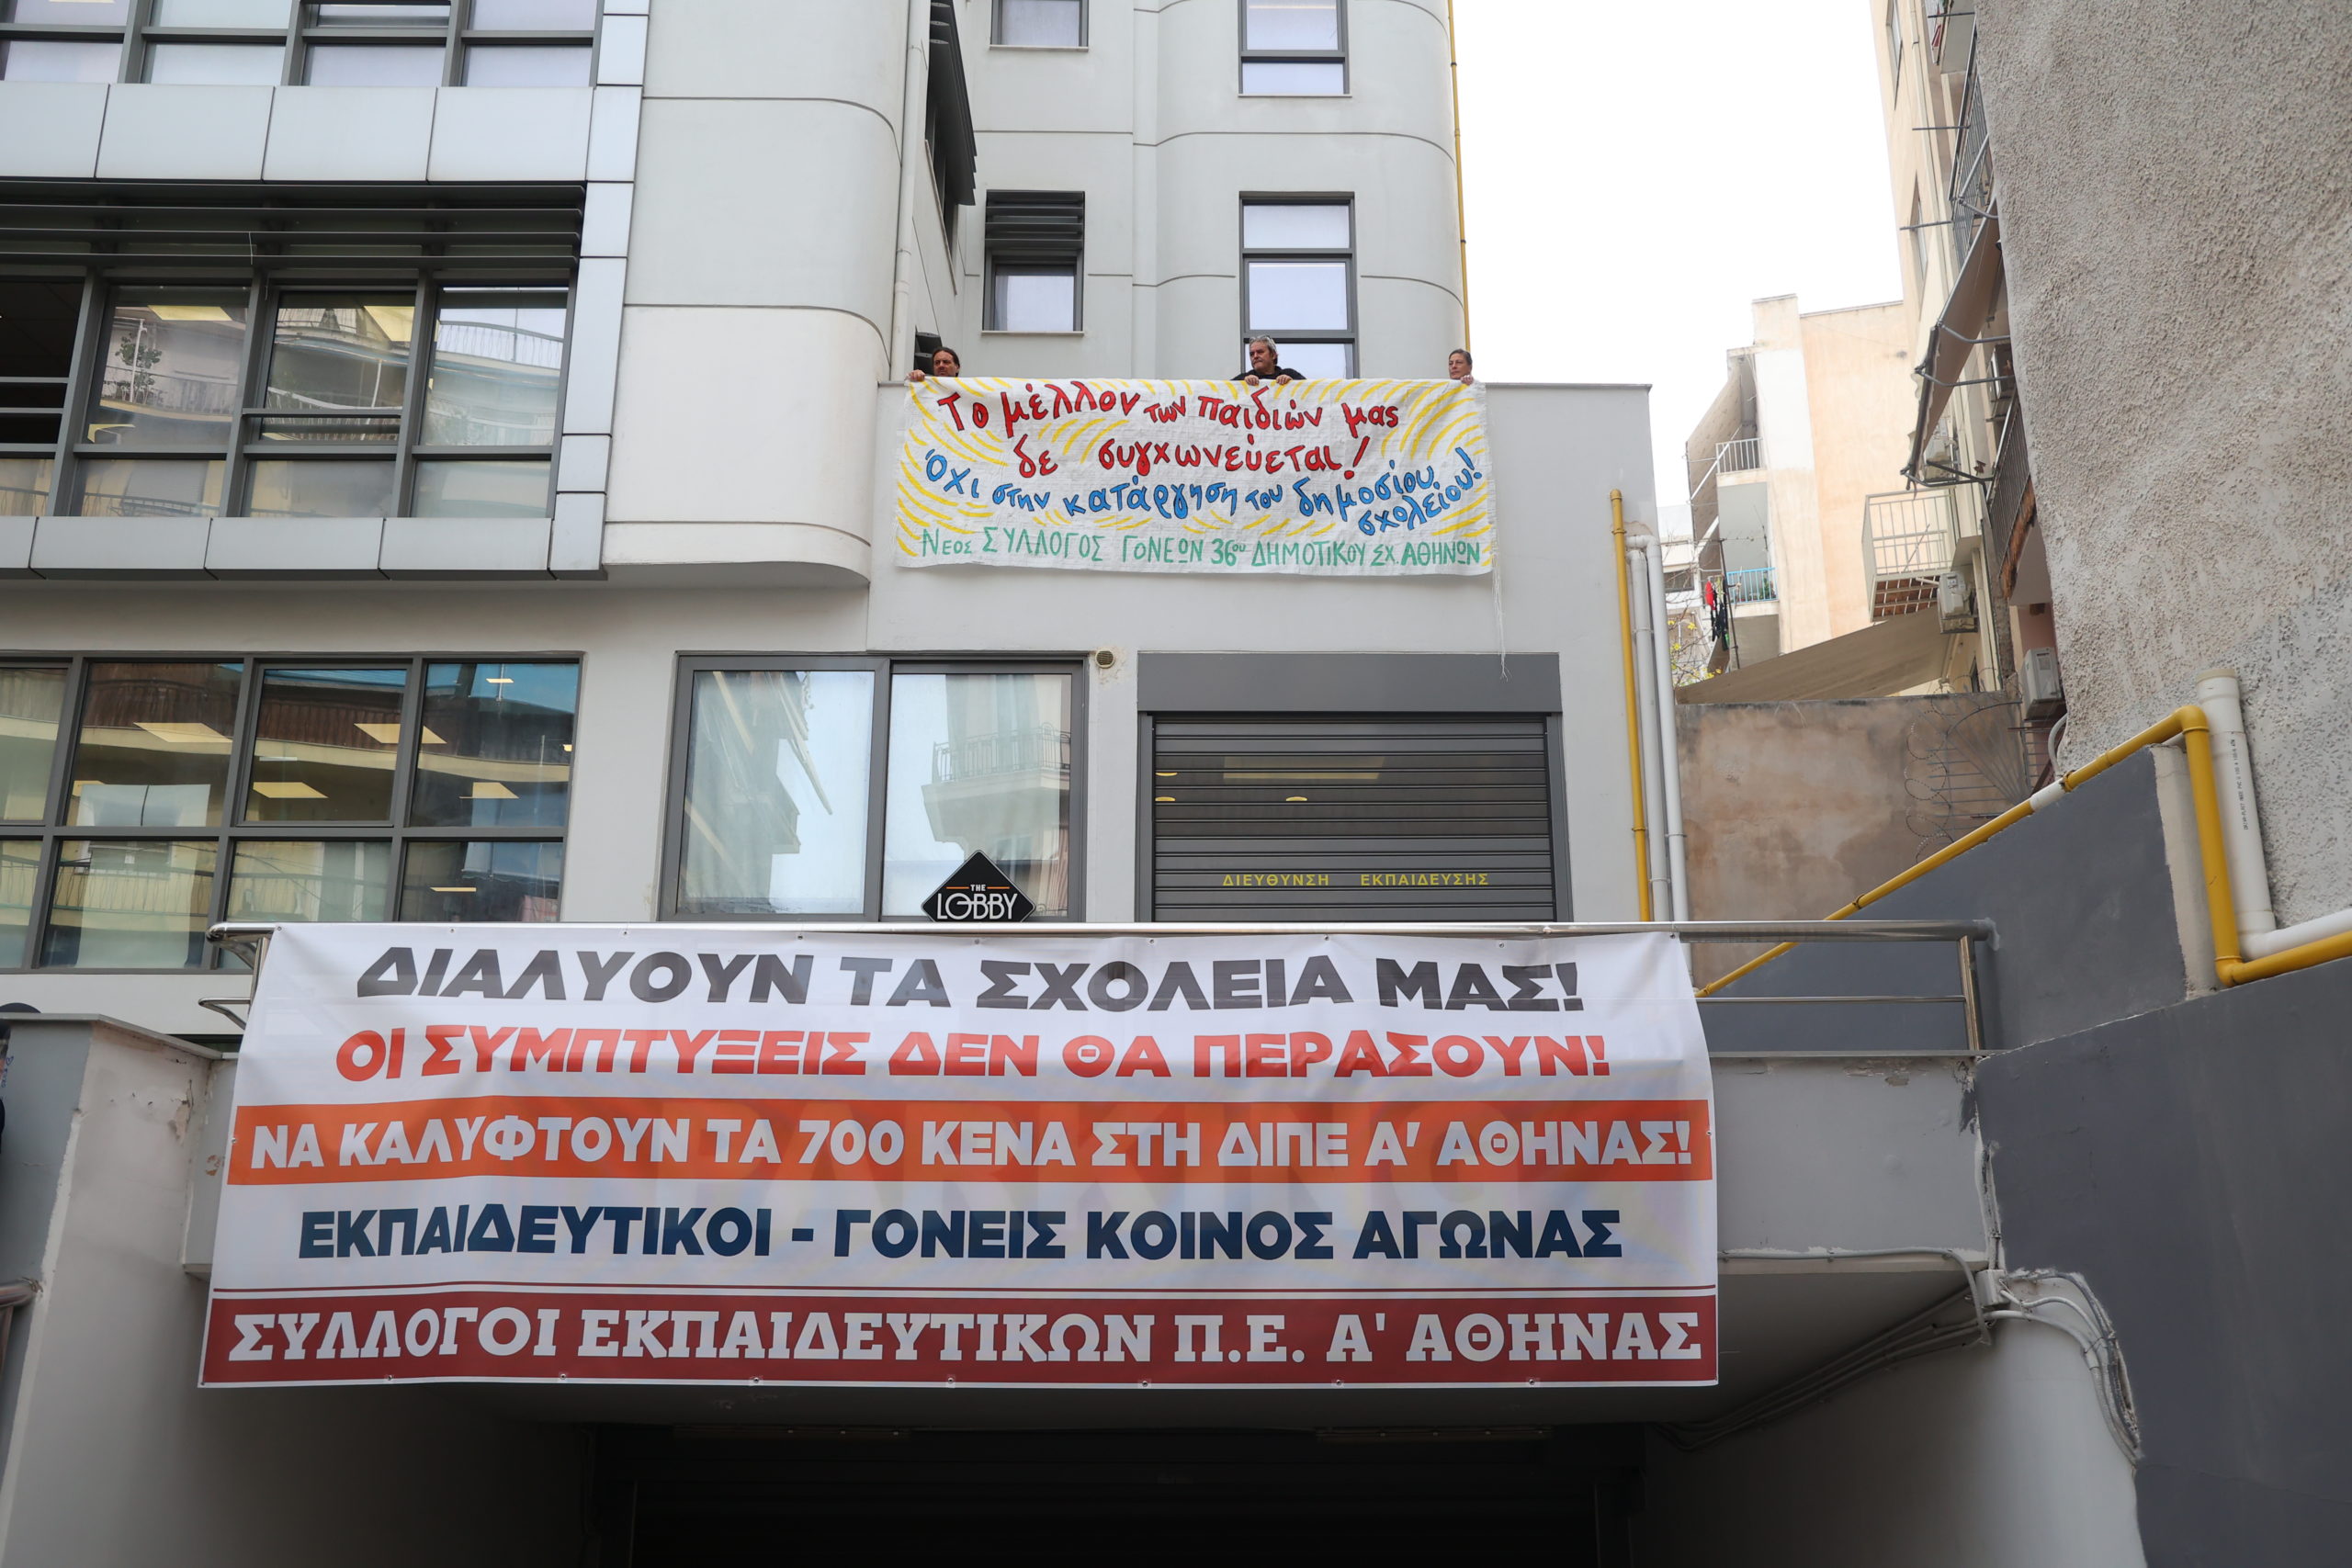 Το μέλλον των παιδιών μας
δε συγχωνεύεται!
Όχι στην κατάργηση του δημοσίου
σχολείου!
ΝΕΟΣ ΣΥΛΛΟΓΟΣ ΓΟΝΕΩΝ 36ου ΔΗΜΟΤΙΚΟΥ ΣΧ. ΑΘΗΝΩΝ
THE
LOBBY
ΔΙΕΥΘΥΝΣΗ ΕΚΠΑΙΔΕΥΣΗΣ
ΔΙΑΛΥΟΥΝ ΤΑ ΣΧΟΛΕΙΑ ΜΑΣ!
ΟΙ ΣΥΜΠΤΥΞΕΙΣ ΔΕΝ ΘΑ ΠΕΡΑΣΟΥΝ!
ΝΑ ΚΑΛΥΦΤΟΥΝ ΤΑ 700 ΚΕΝΑ ΣΤΗ ΔΙΠΕ Α' ΑΘΗΝΑΣ!
PARKING
ΕΚΠΑΙΔΕΥΤΙΚΟΙ - ΓΟΝΕΙΣ ΚΟΙΝΟΣ ΑΓΩΝΑΣ
ΣΥΛΛΟΓΟΙ ΕΚΠΑΙΔΕΥΤΙΚΩΝ Π.Ε. Α' ΑΘΗΝΑΣ